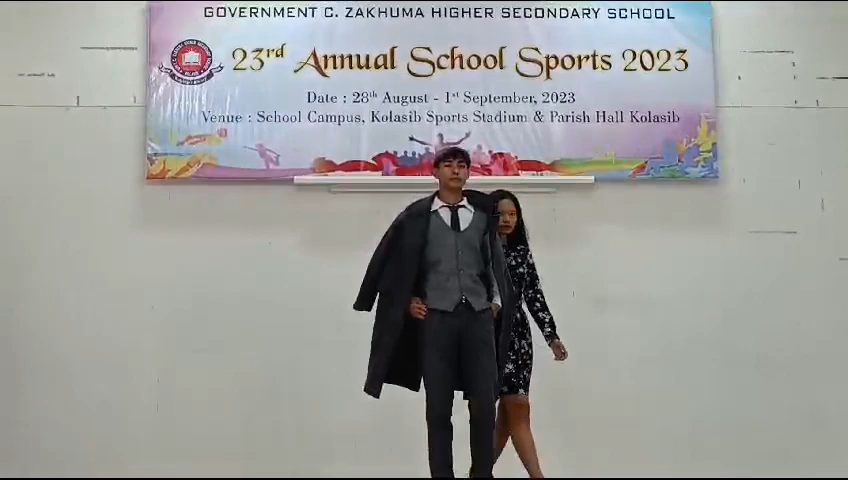 GOVERNMENT C. ZAKHUMA HIGHER SECONDARY SCHOOL
23rd Annual School Sports 2023
Date : 28th August - 1st September, 2023
Venue : School Campus, Kolasib Sports Stadium & Parish Hall Kolasib